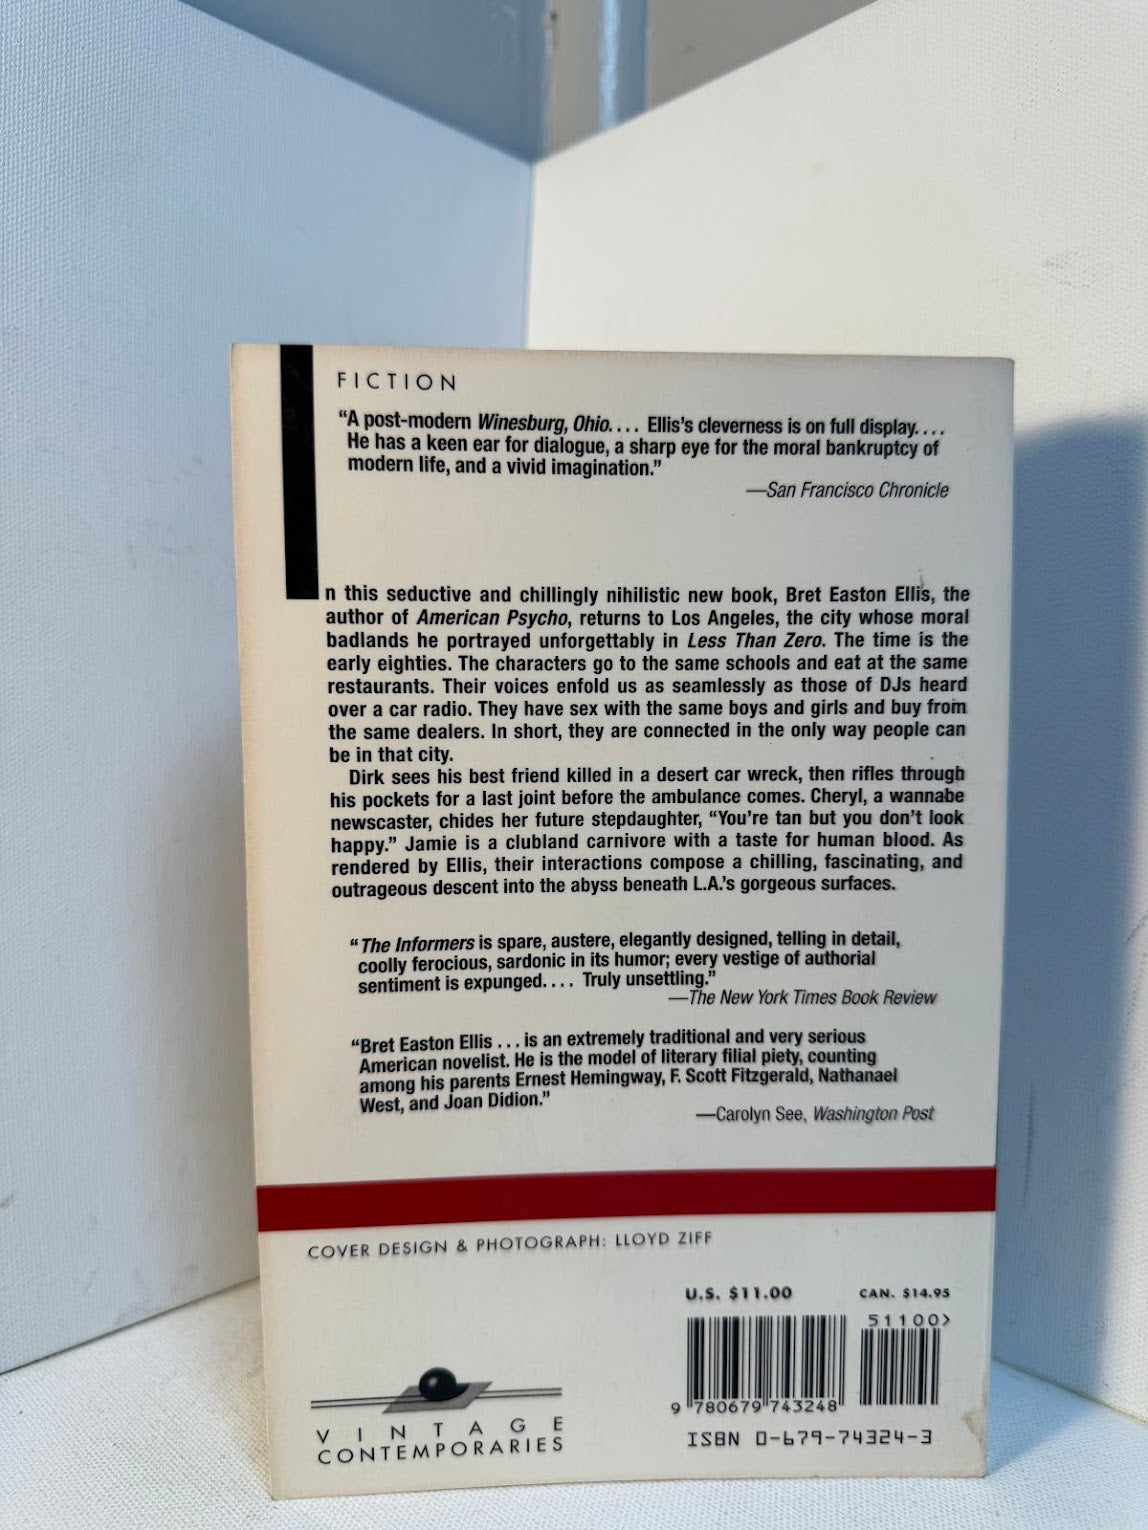 FICTION
“A post-modern Winesburg, Ohio. . . . Ellis’s cleverness is on full display. . . .
He has a keen ear for dialogue, a sharp eye for the moral bankruptcy of
modern life, and a vivid imagination.”
—San Francisco Chronicle
In this seductive and chillingly nihilistic new book, Bret Easton Ellis, the
author of American Psycho, returns to Los Angeles, the city whose moral
badlands he portrayed unforgettably in Less Than Zero. The time is the
early eighties. The characters go to the same schools and eat at the same
restaurants. Their voices enfold us as seamlessly as those of DJs heard
over a car radio. They have sex with the same boys and girls and buy from
the same dealers. In short, they are connected in the only way people can
be in that city.
Dirk sees his best friend killed in a desert car wreck, then rifles through
his pockets for a last joint before the ambulance comes. Cheryl, a wannabe
newscaster, chides her future stepdaughter, “You’re tan but you don’t look
happy.” Jamie is a clubland carnivore with a taste for human blood. As
rendered by Ellis, their interactions compose a chilling, fascinating, and
outrageous descent into the abyss beneath L.A.’s gorgeous surfaces.
“The Informers is spare, austere, elegantly designed, telling in detail,
coolly ferocious, sardonic in its humor; every vestige of authorial
sentiment is expunged. . . . Truly unsettling.”
—The New York Times Book Review
“Bret Easton Ellis . . . is an extremely traditional and very serious
American novelist. He is the model of literary filial piety, counting
among his parents Ernest Hemingway, F. Scott Fitzgerald, Nathanael
West, and Joan Didion.”
—Carolyn See, Washington Post
COVER DESIGN & PHOTOGRAPH: LLOYD ZIFF
U.S. $11.00 CAN. $14.95
51100>
9 780679 743248
ISBN 0-679-74324-3
VINTAGE
CONTEMPORARIES